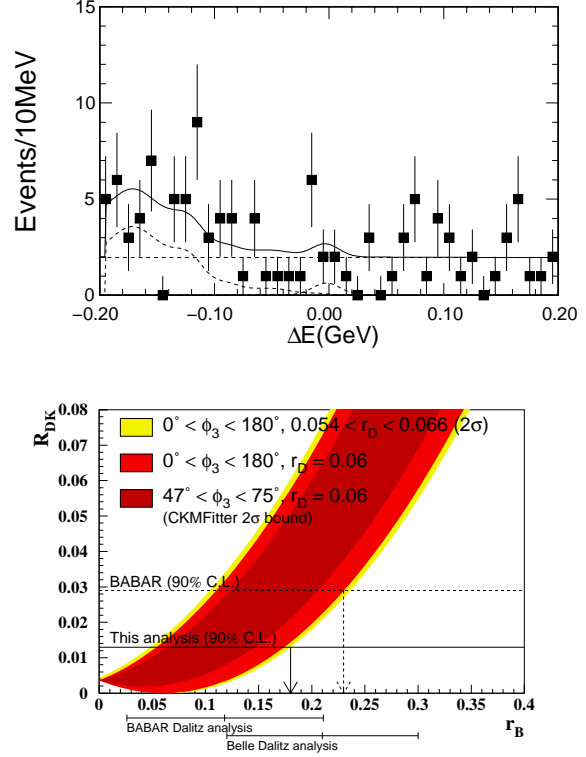 15
10
5
0
Events/10MeV
−0.20 −0.10 0.00 0.10 0.20
ΔE(GeV)
R_DK
0.08
0.07
0.06
0.05
0.04
0.03
0.02
0.01
0
0° < ϕ₃ < 180°, 0.054 < r_D < 0.066 (2σ)
0° < ϕ₃ < 180°, r_D = 0.06
47° < ϕ₃ < 75°, r_D = 0.06
(CKMFitter 2σ bound)
BABAR (90% C.L.)
This analysis (90% C.L.)
0 0.05 0.1 0.15 0.2 0.25 0.3 0.35 0.4
r_B
BABAR Dalitz analysis
Belle Dalitz analysis